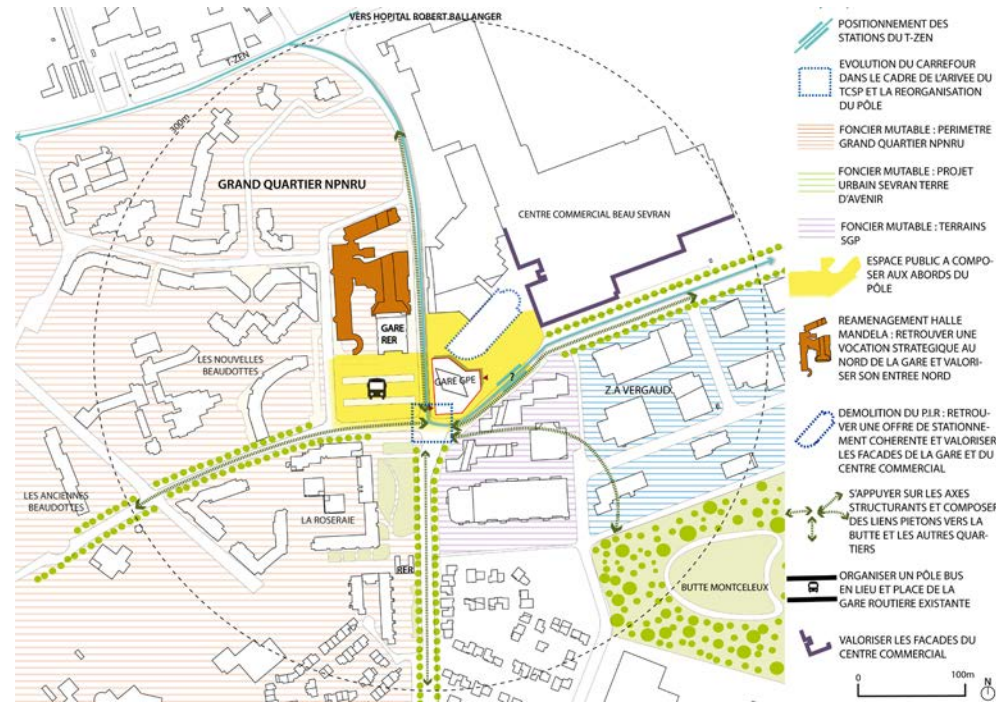 VERS HOPITAL ROBERT BALLANGER
T-ZEN
300m
GRAND QUARTIER NPNRU
CENTRE COMMERCIAL BEAU SEVRAN
GARE
RER
GARE GPE
?
LES NOUVELLES
BEAUDOTTES
Z.A VERGAUD
LES ANCIENNES
BEAUDOTTES
LA ROSERAIE
RER
BUTTE MONTCELEUX
POSITIONNEMENT DES
STATIONS DU T-ZEN
EVOLUTION DU CARREFOUR
DANS LE CADRE DE L'ARIVEE DU
TCSP ET LA REORGANISATION
DU PÔLE
FONCIER MUTABLE : PERIMETRE
GRAND QUARTIER NPNRU
FONCIER MUTABLE : PROJET
URBAIN SEVRAN TERRE
D'AVENIR
FONCIER MUTABLE : TERRAINS
SGP
ESPACE PUBLIC A COMPO-
SER AUX ABORDS DU
PÔLE
REAMENAGEMENT HALLE
MANDELA : RETROUVER UNE
VOCATION STRATEGIQUE AU
NORD DE LA GARE ET VALORI-
SER SON ENTREE NORD
DEMOLITION DU P.I.R : RETROU-
VER UNE OFFRE DE STATIONNE-
MENT COHERENTE ET VALORISER
LES FACADES DE LA GARE ET DU
CENTRE COMMERCIAL
S'APPUYER SUR LES AXES
STRUCTURANTS ET COMPOSER
DES LIENS PIETONS VERS LA
BUTTE ET LES AUTRES QUAR-
TIERS
ORGANISER UN PÔLE BUS
EN LIEU ET PLACE DE LA
GARE ROUTIERE EXISTANTE
VALORISER LES FACADES DU
CENTRE COMMERCIAL
0 100m
N